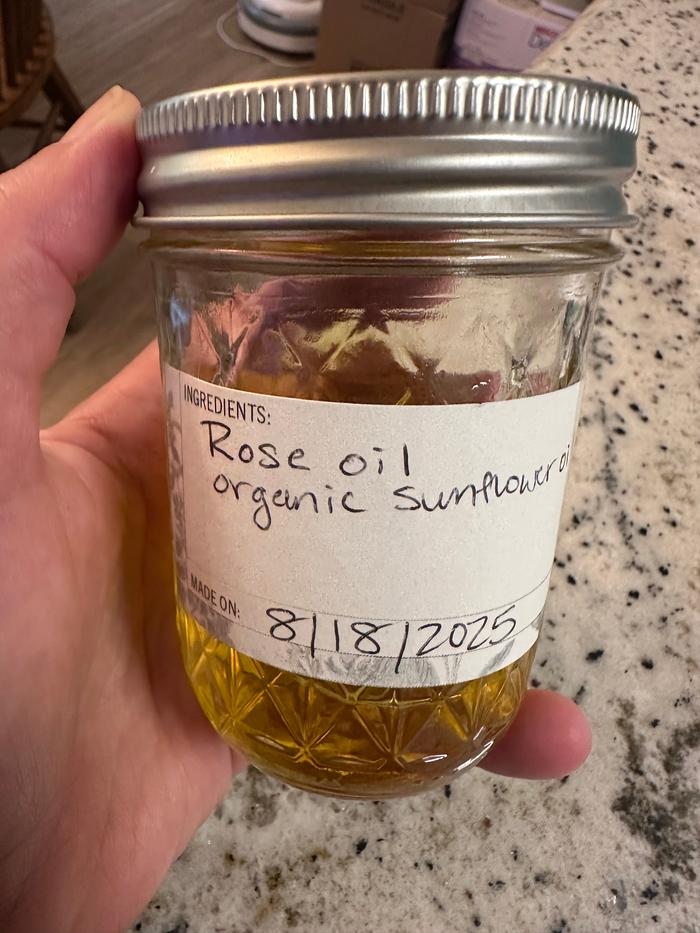 INGREDIENTS:
Rose oil
organic sunflower oi
MADE ON: 8/18/2025